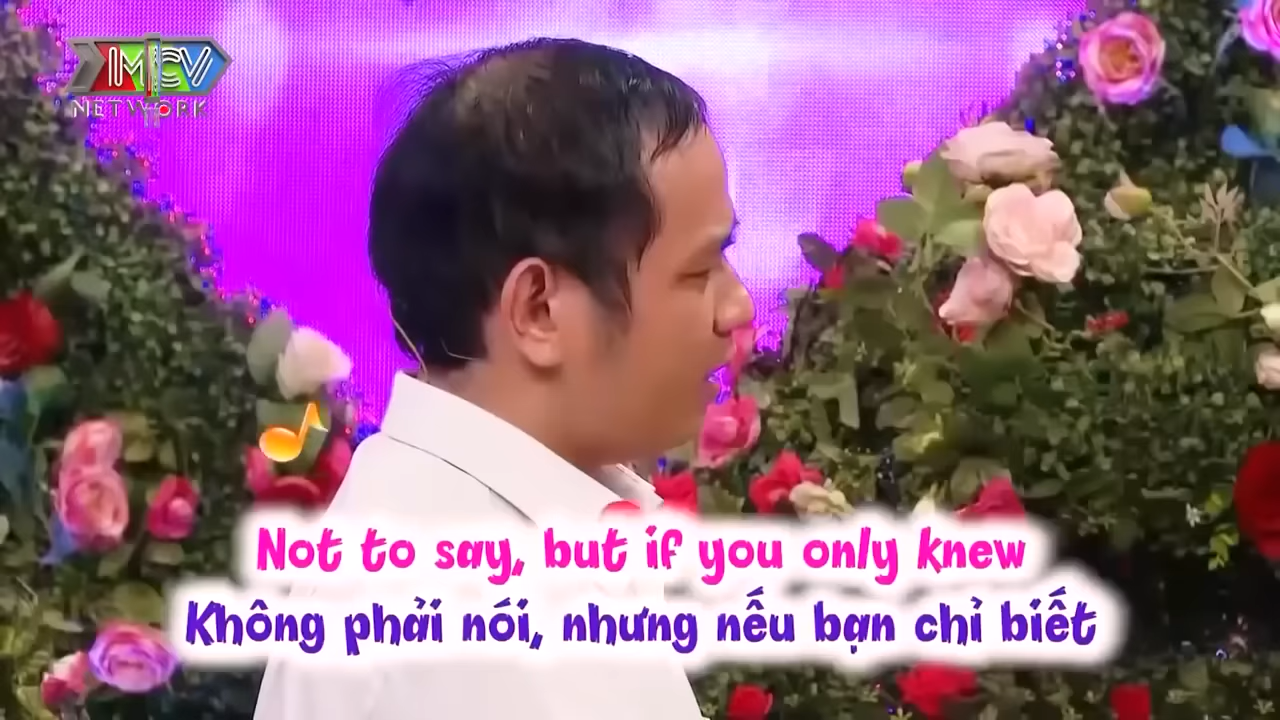 MCV
NETWORK
Not to say, but if you only knew
Không phải nói, nhưng nếu bạn chỉ biết